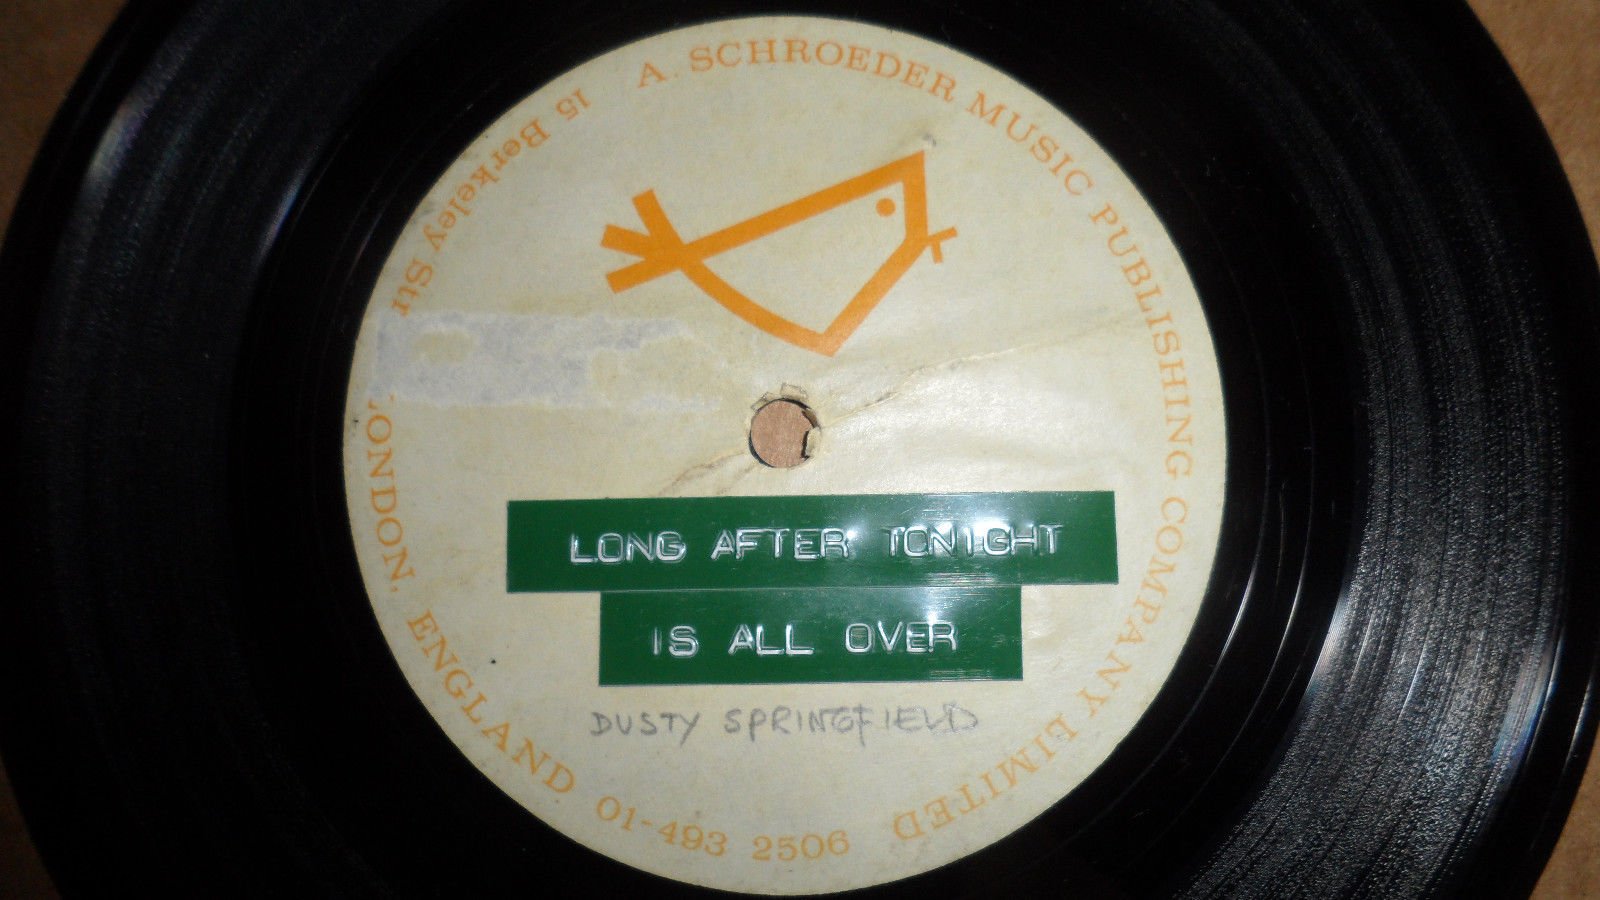 A. SCHROEDER MUSIC PUBLISHING COMPANY LIMITED
15 Berkeley Str
LONDON, ENGLAND 01-493 2506
LONG AFTER TONIGHT
IS ALL OVER
DUSTY SPRINGFIELD